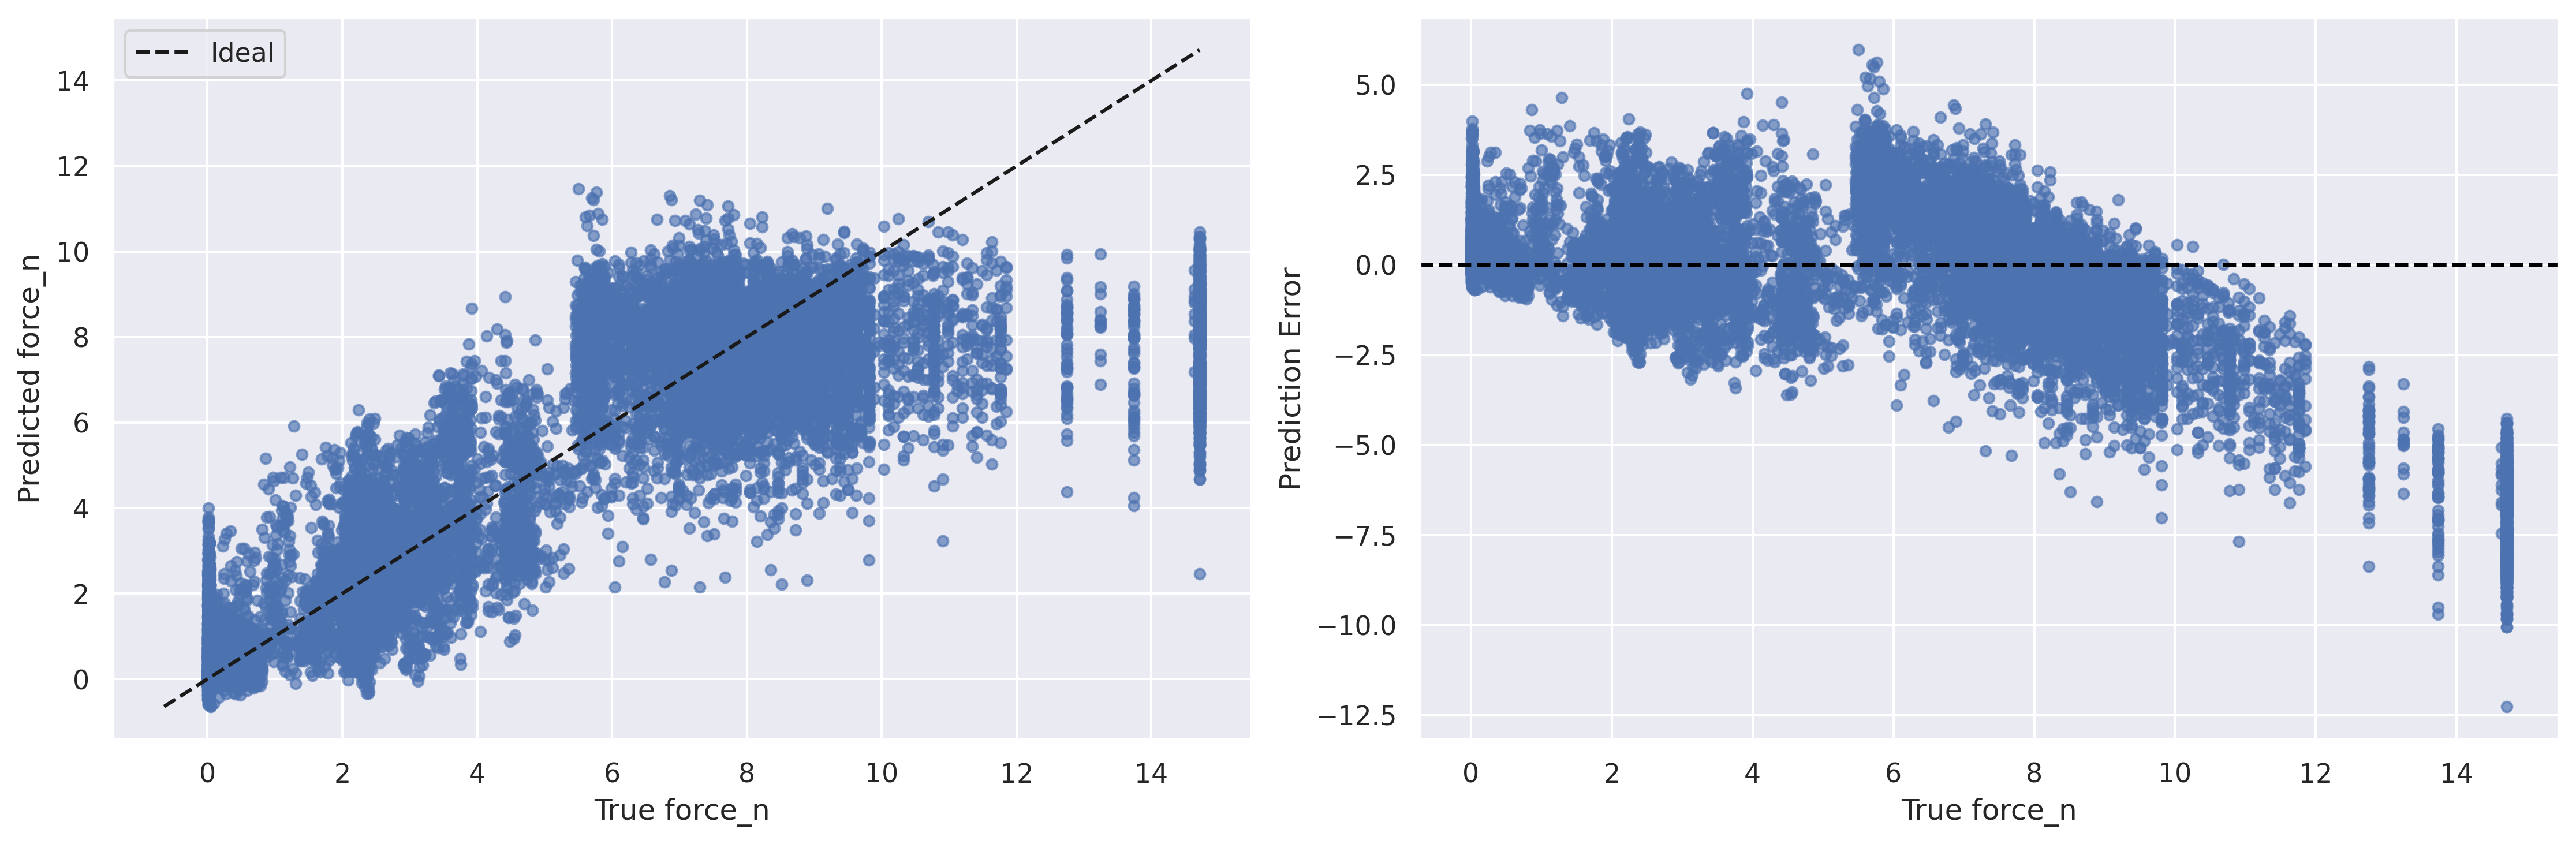 Ideal
14
12
10
8
6
4
2
0
Predicted force_n
0 2 4 6 8 10 12 14
True force_n
5.0
2.5
0.0
−2.5
−5.0
−7.5
−10.0
−12.5
Prediction Error
0 2 4 6 8 10 12 14
True force_n